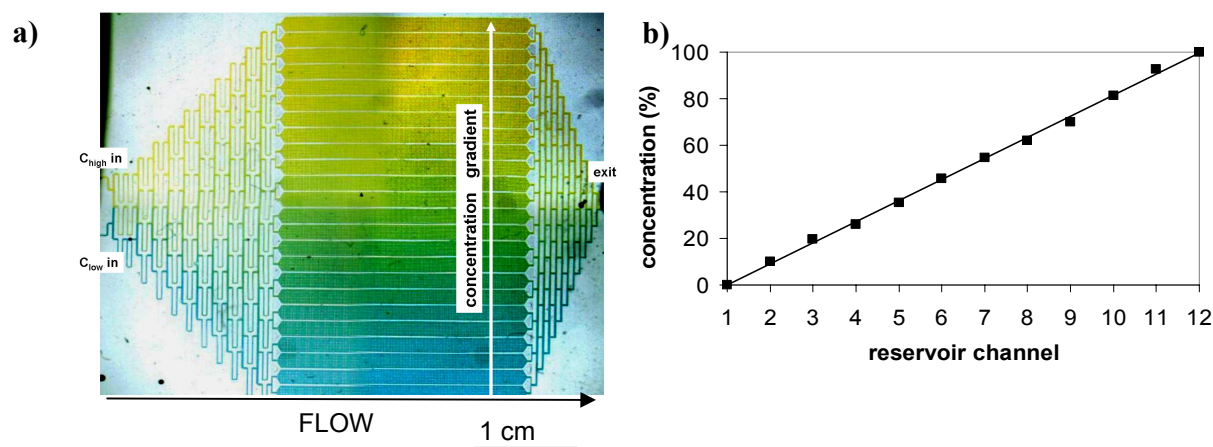 a)
C_high in
C_low in
concentration gradient
exit
FLOW
1 cm
b)
concentration (%)
100
80
60
40
20
0
1 2 3 4 5 6 7 8 9 10 11 12
reservoir channel